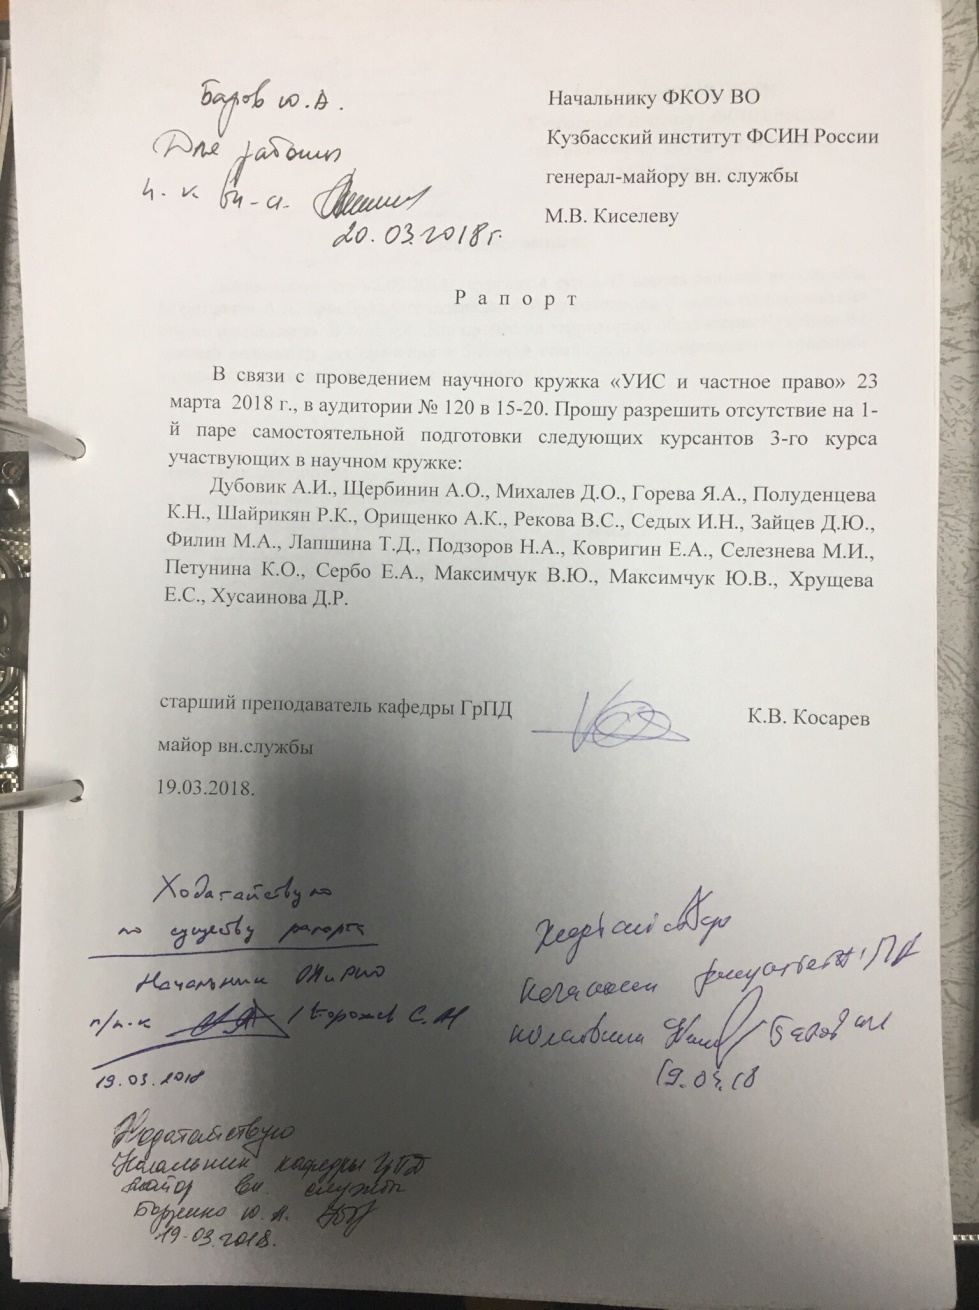 Баров Ю.А.
Для работы
20.03.2018г.
Начальнику ФКОУ ВО
Кузбасский институт ФСИН России
генерал-майору вн. службы
М.В. Киселеву
Рапорт
В связи с проведением научного кружка «УИС и частное право» 23
марта 2018 г., в аудитории № 120 в 15-20. Прошу разрешить отсутствие на 1-
й паре самостоятельной подготовки следующих курсантов 3-го курса
участвующих в научном кружке:
Дубовик А.И., Щербинин А.О., Михалев Д.О., Горева Я.А., Полуденцева
К.Н., Шайрикян Р.К., Орищенко А.К., Рекова В.С., Седых И.Н., Зайцев Д.Ю.,
Филин М.А., Лапшина Т.Д., Подзоров Н.А., Ковригин Е.А., Селезнева М.И.,
Петунина К.О., Сербо Е.А., Максимчук В.Ю., Максимчук Ю.В., Хрущева
Е.С., Хусаинова Д.Р.
старший преподаватель кафедры ГрПД
К.В. Косарев
майор вн.службы
19.03.2018.
Ходатайствую
по существу рапорта
Начальник
п/п-к
С.М
19.03.2018
19.03.18
Ходатайствую
Начальник кафедры ГрПД
майор вн. службы
Ю.А.
19.03.2018.